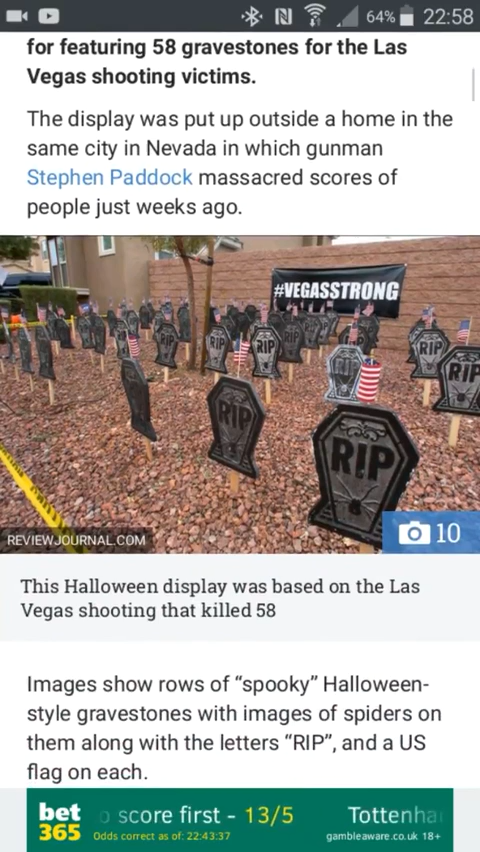 64% 22:58
for featuring 58 gravestones for the Las
Vegas shooting victims.
The display was put up outside a home in the
same city in Nevada in which gunman
Stephen Paddock massacred scores of
people just weeks ago.
#VEGASSTRONG
RIP
RIP
RIP
RIP
RIP
RIP
RIP
REVIEWJOURNAL.COM
10
This Halloween display was based on the Las
Vegas shooting that killed 58
Images show rows of “spooky” Halloween-
style gravestones with images of spiders on
them along with the letters “RIP”, and a US
flag on each.
bet
365
o score first - 13/5 Tottenha
Odds correct as of: 22:43:37 gambleaware.co.uk 18+